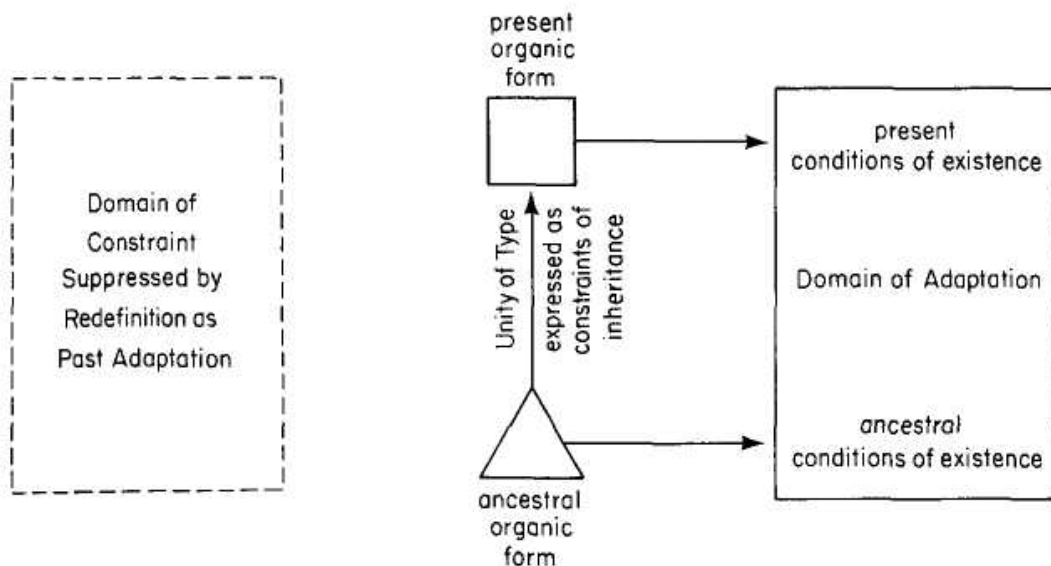 present
organic
form
Domain of
Constraint
Suppressed by
Redefinition as
Past Adaptation
Unity of Type
expressed as
constraints of
inheritance
present
conditions of existence
Domain of Adaptation
ancestral
conditions of existence
ancestral
organic
form